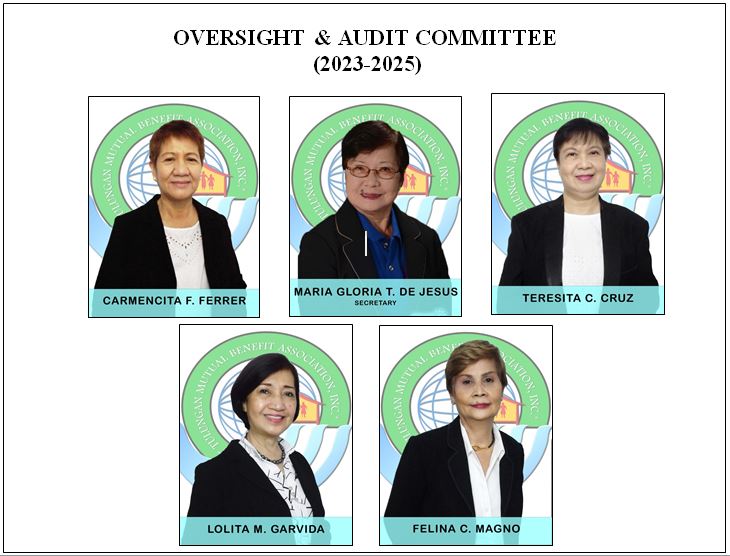 OVERSIGHT & AUDIT COMMITTEE
(2023-2025)
TULUNGAN MUTUAL BENEFIT ASSOCIATION, INC.
CARMENCITA F. FERRER
TULUNGAN MUTUAL BENEFIT ASSOCIATION, INC.
MARIA GLORIA T. DE JESUS
SECRETARY
TULUNGAN MUTUAL BENEFIT ASSOCIATION, INC.
TERESITA C. CRUZ
TULUNGAN MUTUAL BENEFIT ASSOCIATION, INC.
LOLITA M. GARVIDA
TULUNGAN MUTUAL BENEFIT ASSOCIATION, INC.
FELINA C. MAGNO